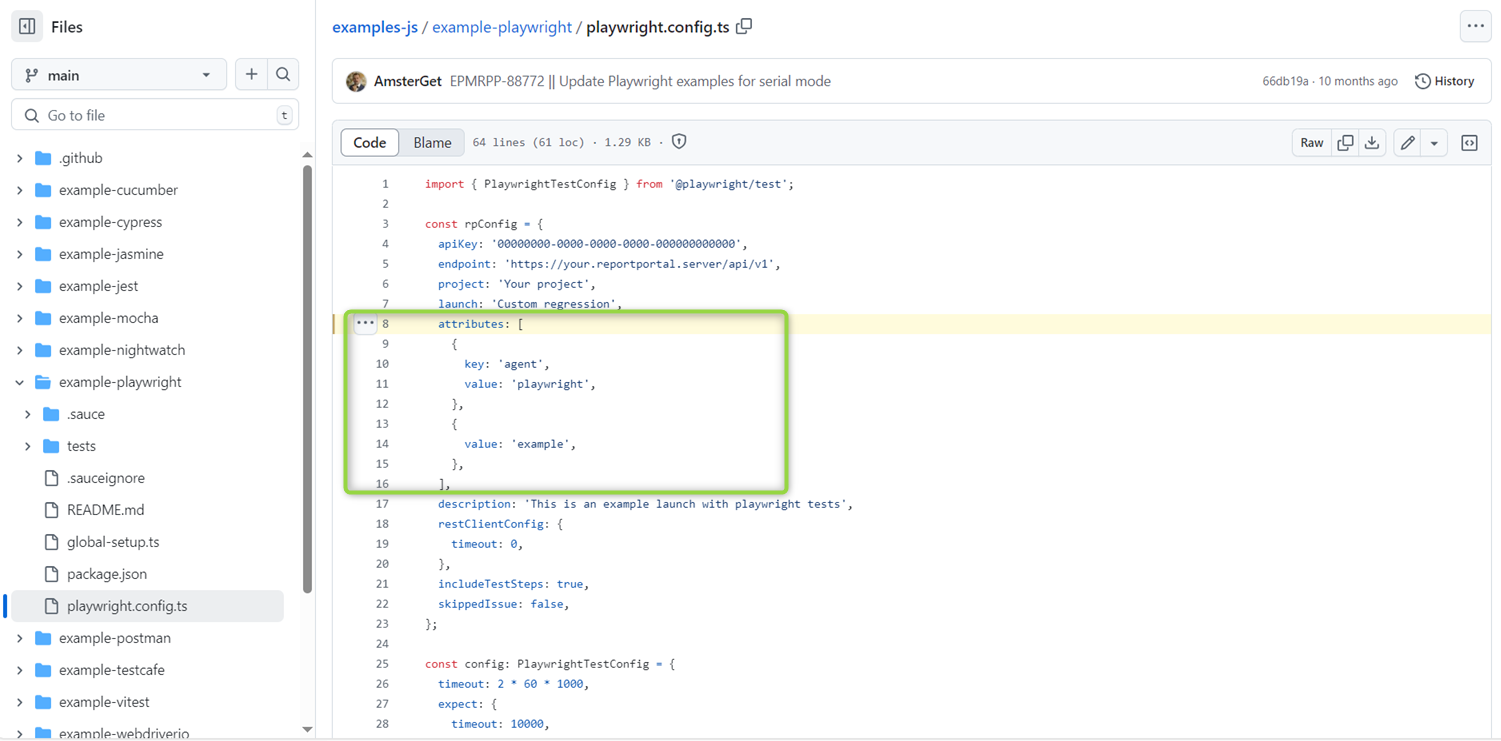 Files
main
Go to file
t
.github
example-cucumber
example-cypress
example-jasmine
example-jest
example-mocha
example-nightwatch
example-playwright
.sauce
tests
.sauceignore
README.md
global-setup.ts
package.json
playwright.config.ts
example-postman
example-testcafe
example-vitest
example-webdriverio
examples-js / example-playwright / playwright.config.ts
AmsterGet EPMRPP-88772 || Update Playwright examples for serial mode 66db19a · 10 months ago History
Code Blame 64 lines (61 loc) · 1.29 KB · Raw
1 import { PlaywrightTestConfig } from '@playwright/test';
2
3 const rpConfig = {
4 apiKey: '00000000-0000-0000-0000-000000000000',
5 endpoint: 'https://your.reportportal.server/api/v1',
6 project: 'Your project',
7 launch: 'Custom regression',
8 attributes: [
9 {
10 key: 'agent',
11 value: 'playwright',
12 },
13 {
14 value: 'example',
15 },
16 ],
17 description: 'This is an example launch with playwright tests',
18 restClientConfig: {
19 timeout: 0,
20 },
21 includeTestSteps: true,
22 skippedIssue: false,
23 };
24
25 const config: PlaywrightTestConfig = {
26 timeout: 2 * 60 * 1000,
27 expect: {
28 timeout: 10000,